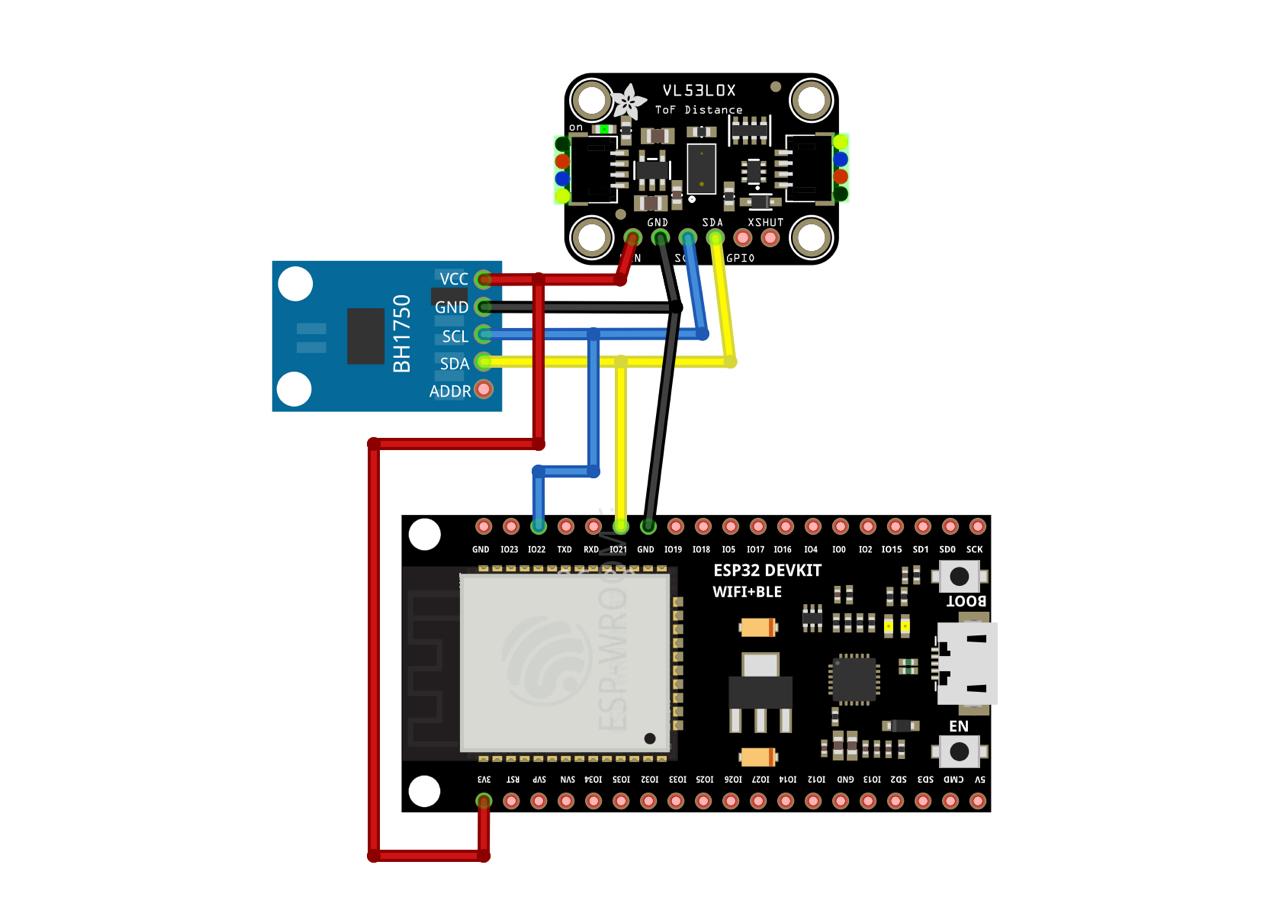 VL53L0X
ToF Distance
on
GND
SDA
XSHUT
GPIO
VCC
GND
SCL
SDA
ADDR
BH1750
GND IO23 IO22 TXD RXD IO21 GND IO19 IO18 IO5 IO17 IO16 IO4 IO0 IO2 IO15 SD1 SD0 SCK
ESP32 DEVKIT
WIFI+BLE
BOOT
ESP-WROOM
EN
3V3 RST SVP SVN IO34 IO35 IO32 IO33 IO25 IO26 IO27 IO14 IO12 GND IO13 SD2 SD3 CMD 5V